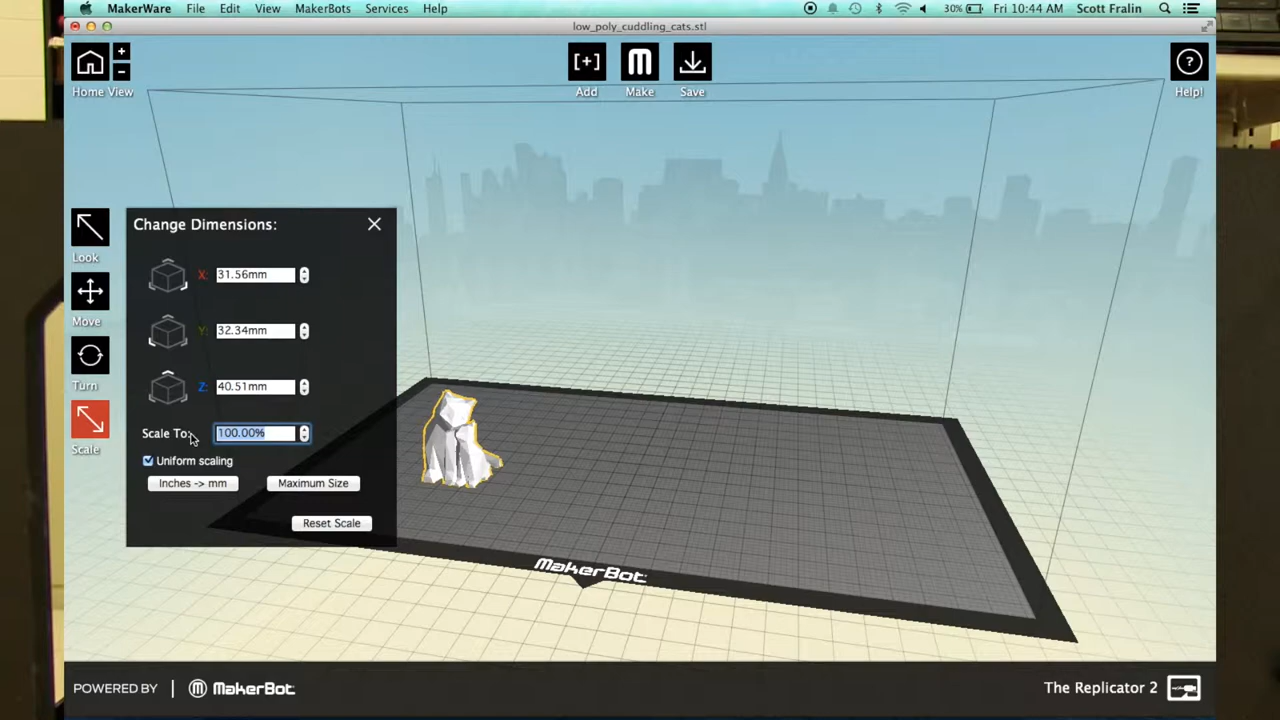 MakerWare File Edit View MakerBots Services Help 30% Fri 10:44 AM Scott Fralin
low_poly_cuddling_cats.stl
+
-
[+] M ?
Home View Add Make Save Help!
Look
Move
Turn
Scale
Change Dimensions:
X: 31.56mm
Y: 32.34mm
Z: 40.51mm
Scale To: 100.00%
Uniform scaling
Inches -> mm Maximum Size
Reset Scale
MakerBot
POWERED BY | M MakerBot The Replicator 2